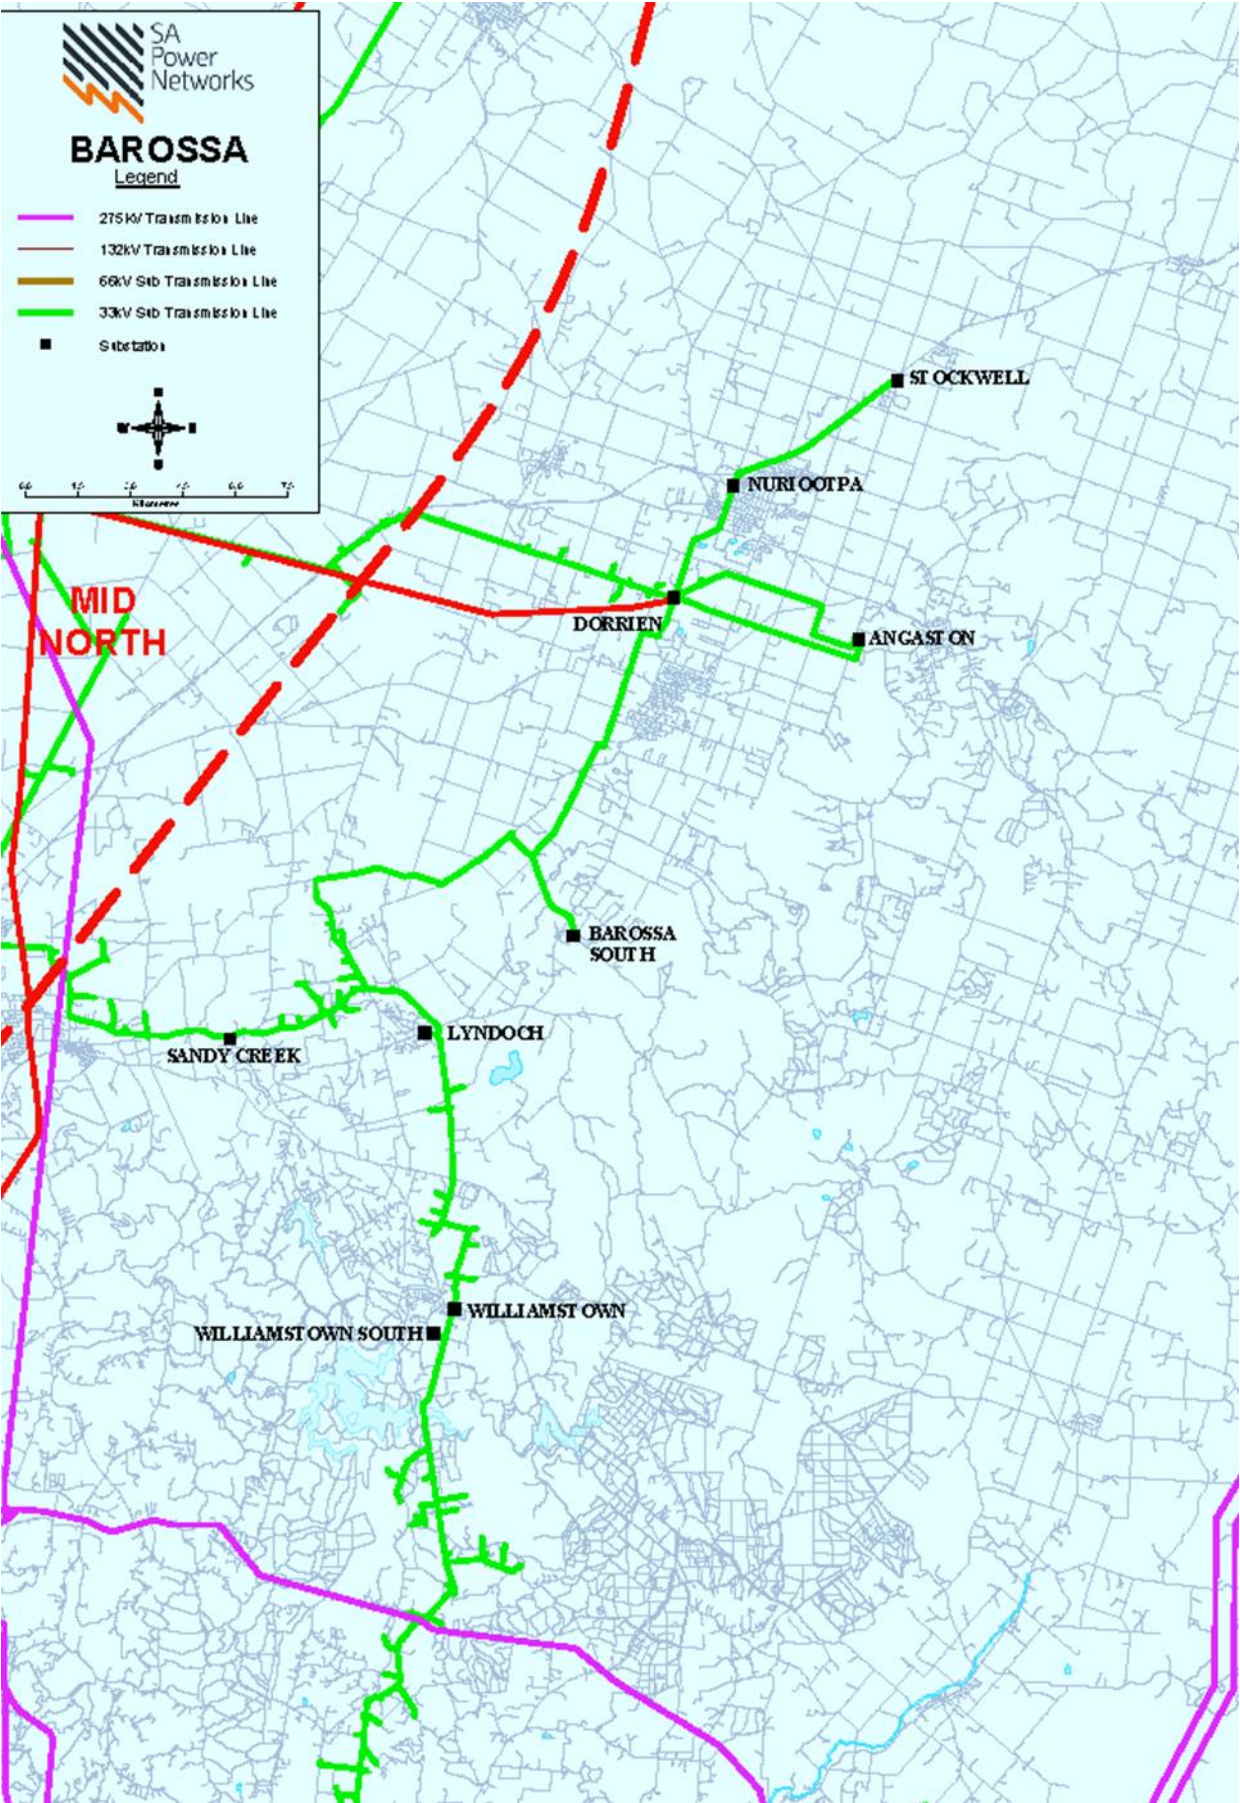 SA
Power
Networks
BAROSSA
Legend
275kV Transmission Line
132kV Transmission Line
66kV Sub Transmission Line
33kV Sub Transmission Line
Substation
Kilometres
STOCKWELL
NURIOOTPA
MID
NORTH
DORRIEN
ANGASTON
BAROSSA
SOUTH
LYNDOCH
SANDY CREEK
WILLIAMSTOWN
WILLIAMSTOWN SOUTH